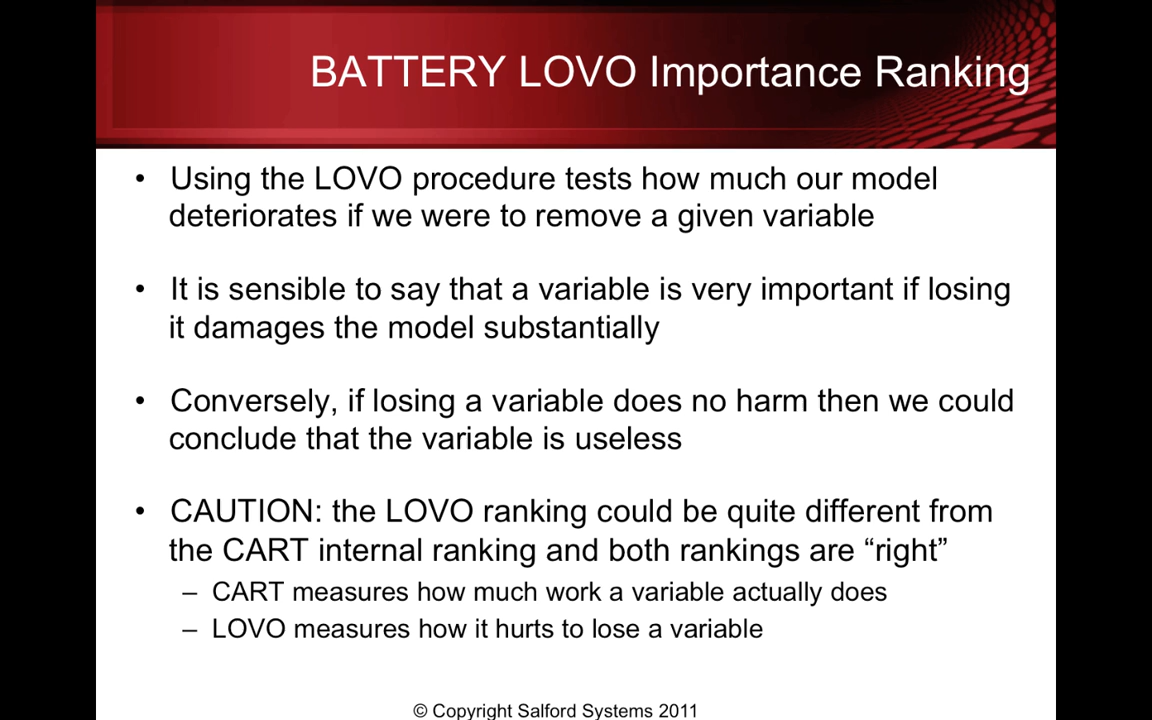 BATTERY LOVO Importance Ranking
• Using the LOVO procedure tests how much our model
deteriorates if we were to remove a given variable
• It is sensible to say that a variable is very important if losing
it damages the model substantially
• Conversely, if losing a variable does no harm then we could
conclude that the variable is useless
• CAUTION: the LOVO ranking could be quite different from
the CART internal ranking and both rankings are “right”
– CART measures how much work a variable actually does
– LOVO measures how it hurts to lose a variable
© Copyright Salford Systems 2011